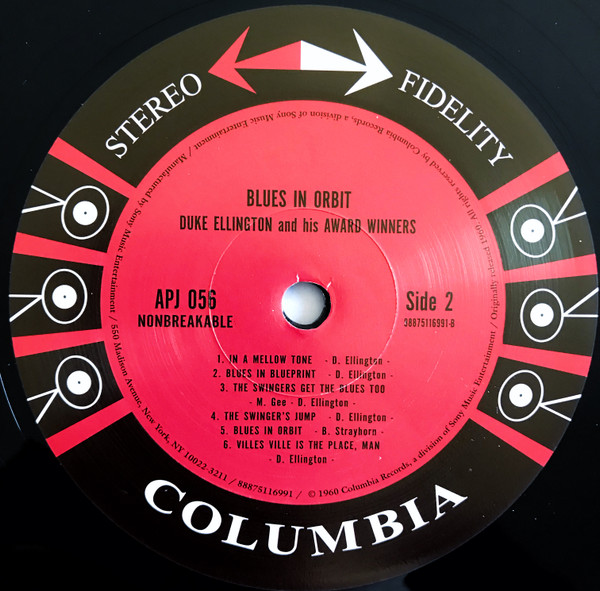 STEREO FIDELITY
BLUES IN ORBIT
DUKE ELLINGTON and his AWARD WINNERS
APJ 056
NONBREAKABLE
Side 2
88875116991-B
1. IN A MELLOW TONE - D. Ellington -
2. BLUES IN BLUEPRINT - D. Ellington -
3. THE SWINGERS GET THE BLUES TOO
- M. Gee - D. Ellington -
4. THE SWINGER'S JUMP - D. Ellington -
5. BLUES IN ORBIT - B. Strayhorn -
6. VILLES VILLE IS THE PLACE, MAN
- D. Ellington -
Manufactured by Sony Music Entertainment / 550 Madison Avenue, New York, NY 10022-3211 / 88875116991 / © 1960 Columbia Records, a division of Sony Music Entertainment / Originally released 1960. All rights reserved by Columbia Records, a division of Sony Music Entertainment /
COLUMBIA